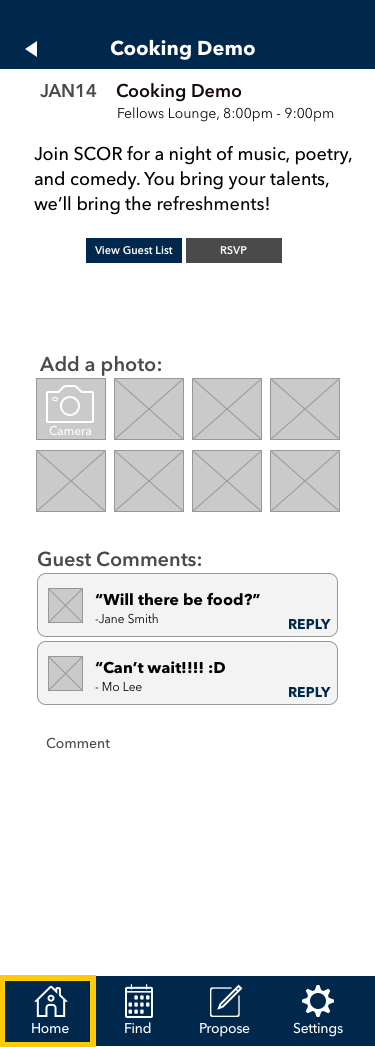 Cooking Demo
JAN14 Cooking Demo
Fellows Lounge, 8:00pm - 9:00pm
Join SCOR for a night of music, poetry,
and comedy. You bring your talents,
we’ll bring the refreshments!
View Guest List RSVP
Add a photo:
Camera
Guest Comments:
“Will there be food?”
-Jane Smith
REPLY
“Can’t wait!!!! :D
- Mo Lee
REPLY
Comment
Home Find Propose Settings